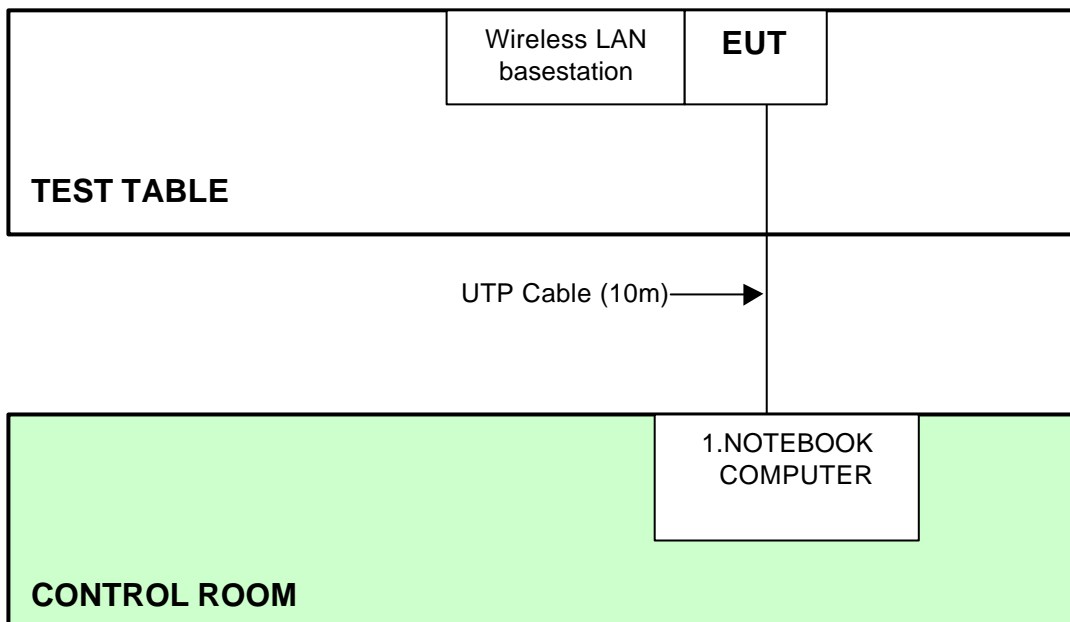 Wireless LAN
basestation
EUT
TEST TABLE
UTP Cable (10m)
1.NOTEBOOK
COMPUTER
CONTROL ROOM